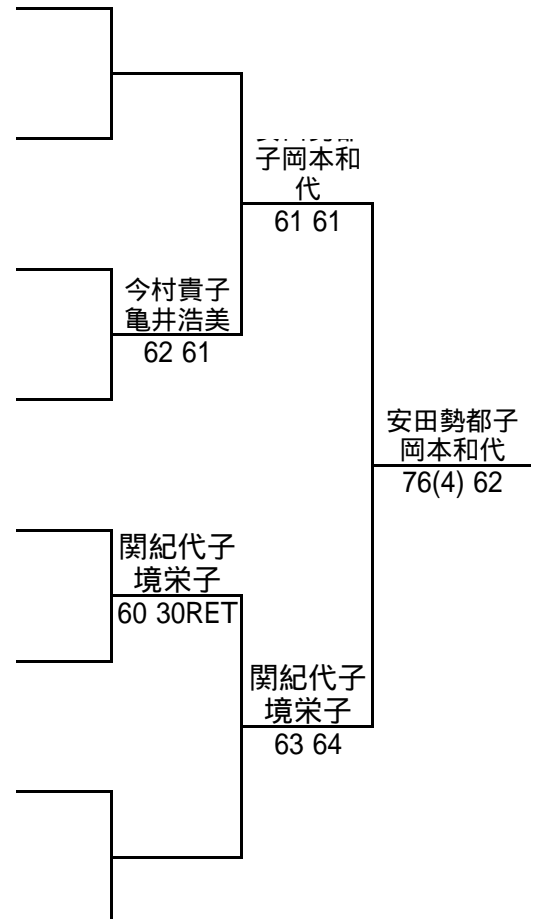 子岡本和
代
61 61
今村貴子
亀井浩美
62 61
安田勢都子
岡本和代
76(4) 62
関紀代子
境栄子
60 30RET
関紀代子
境栄子
63 64